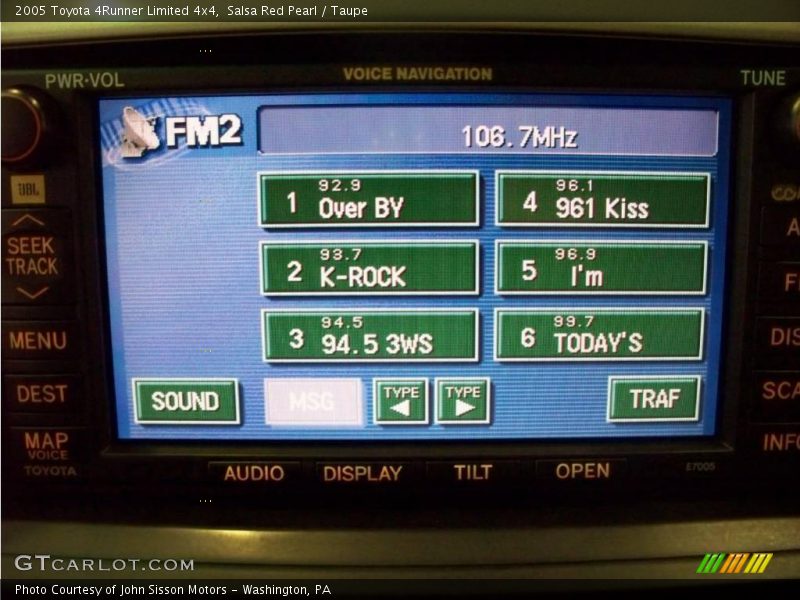 2005 Toyota 4Runner Limited 4x4, Salsa Red Pearl / Taupe
PWR·VOL
VOICE NAVIGATION
TUNE
FM2
106.7MHz
JBL
SEEK
TRACK
MENU
DEST
MAP
VOICE
TOYOTA
1 92.9
Over BY
4 96.1
961 Kiss
2 93.7
K-ROCK
5 96.9
I'm
3 94.5
94.5 3WS
6 99.7
TODAY'S
SOUND
MSG
TYPE
TYPE
TRAF
AUDIO
DISPLAY
TILT
OPEN
E7005
GTCARLOT.COM
Photo Courtesy of John Sisson Motors – Washington, PA